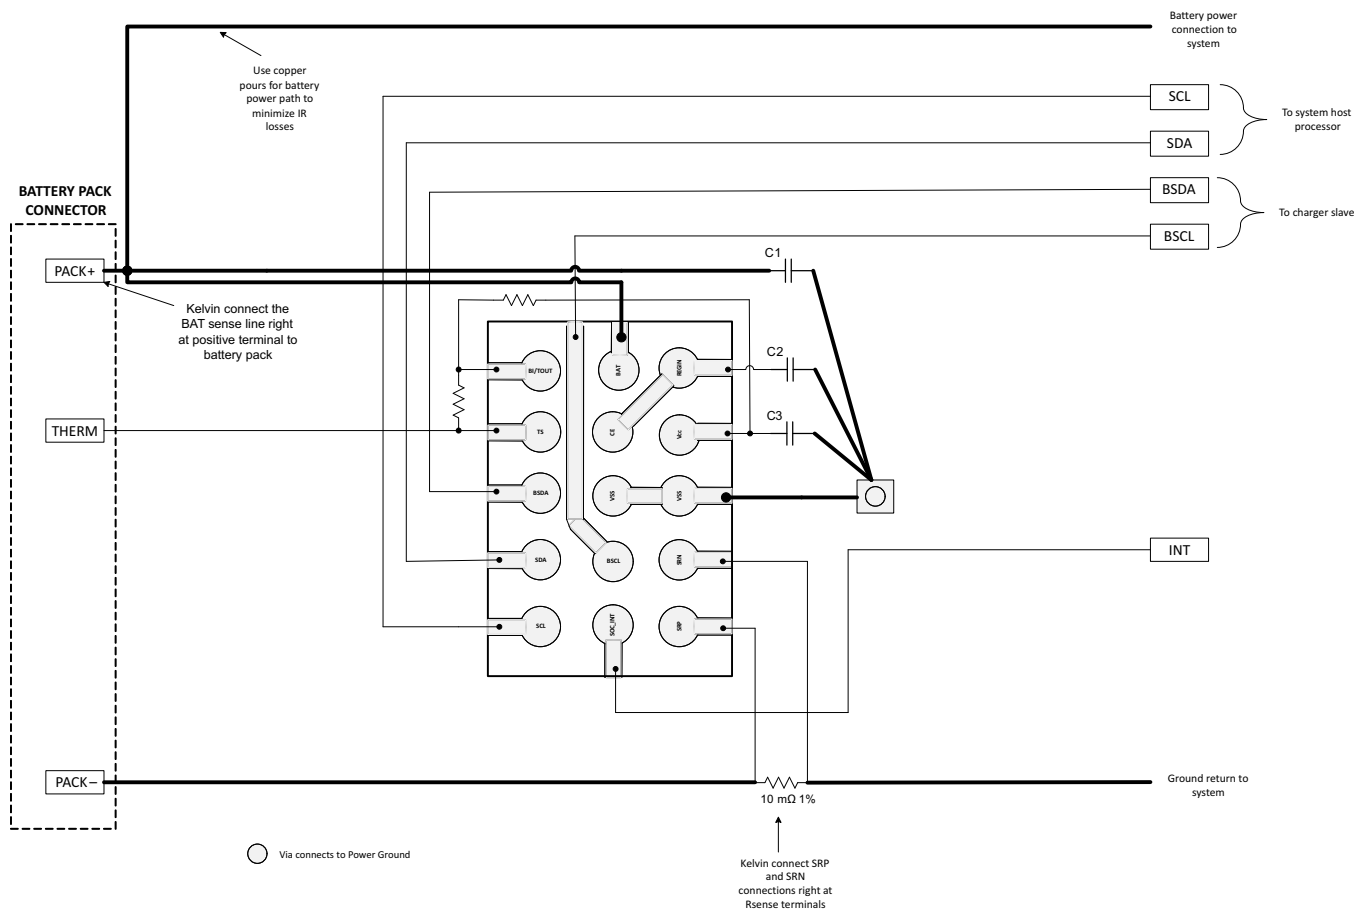 Battery power
connection to
system
Use copper
pours for battery
power path to
minimize IR
losses
SCL
SDA
To system host
processor
BSDA
BSCL
To charger slave
BATTERY PACK
CONNECTOR
PACK+
Kelvin connect the
BAT sense line right
at positive terminal to
battery pack
THERM
PACK–
C1
C2
C3
BI/TOUT
BAT
REGIN
TS
CE
Vcc
BSDA
VSS
VSS
SDA
BSCL
SRN
SCL
SOC_INT
SRP
INT
10 mΩ 1%
Ground return to
system
Via connects to Power Ground
Kelvin connect SRP
and SRN
connections right at
Rsense terminals